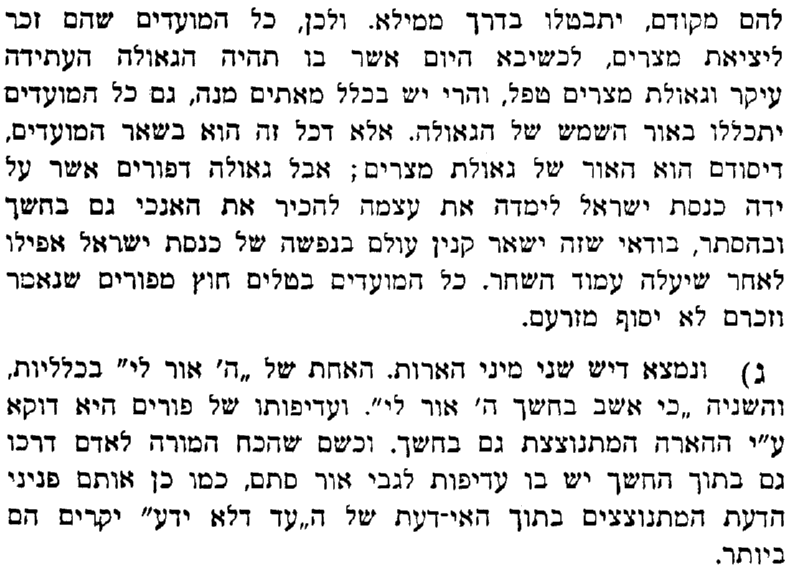 להם מקודם, יתבטלו בדרך ממילא. ולכן, כל המועדים שהם זכר
ליציאת מצרים, לכשיבא היום אשר בו תהיה הגאולה העתידה
עיקר וגאולת מצרים טפל, והרי יש בכלל מאתים מנה, גם כל המועדים
יתכללו באור השמש של הגאולה. אלא דכל זה הוא בשאר המועדים,
דיסודם הוא האור של גאולת מצרים; אבל גאולה דפורים אשר על
ידה כנסת ישראל לימדה את עצמה להכיר את האנכי גם בחשך
ובהסתר, בודאי שזה ישאר קנין עולם בנפשה של כנסת ישראל אפילו
לאחר שיעלה עמוד השחר. כל המועדים בטלים חוץ מפורים שנאמר
וזכרם לא יסוף מזרעם.
ג) ונמצא דיש שני מיני הארות. האחת של „ה׳ אור לי״ בכלליות,
והשניה „כי אשב בחשך ה׳ אור לי״. ועדיפותו של פורים היא דוקא
ע״י ההארה המתנוצצת גם בחשך. וכשם שהכח המורה לאדם דרכו
גם בתוך החשך יש בו עדיפות לגבי אור סתם, כמו כן אותם פניני
הדעת המתנוצצים בתוך האי-דעת של ה„עד דלא ידע״ יקרים הם
ביותר.